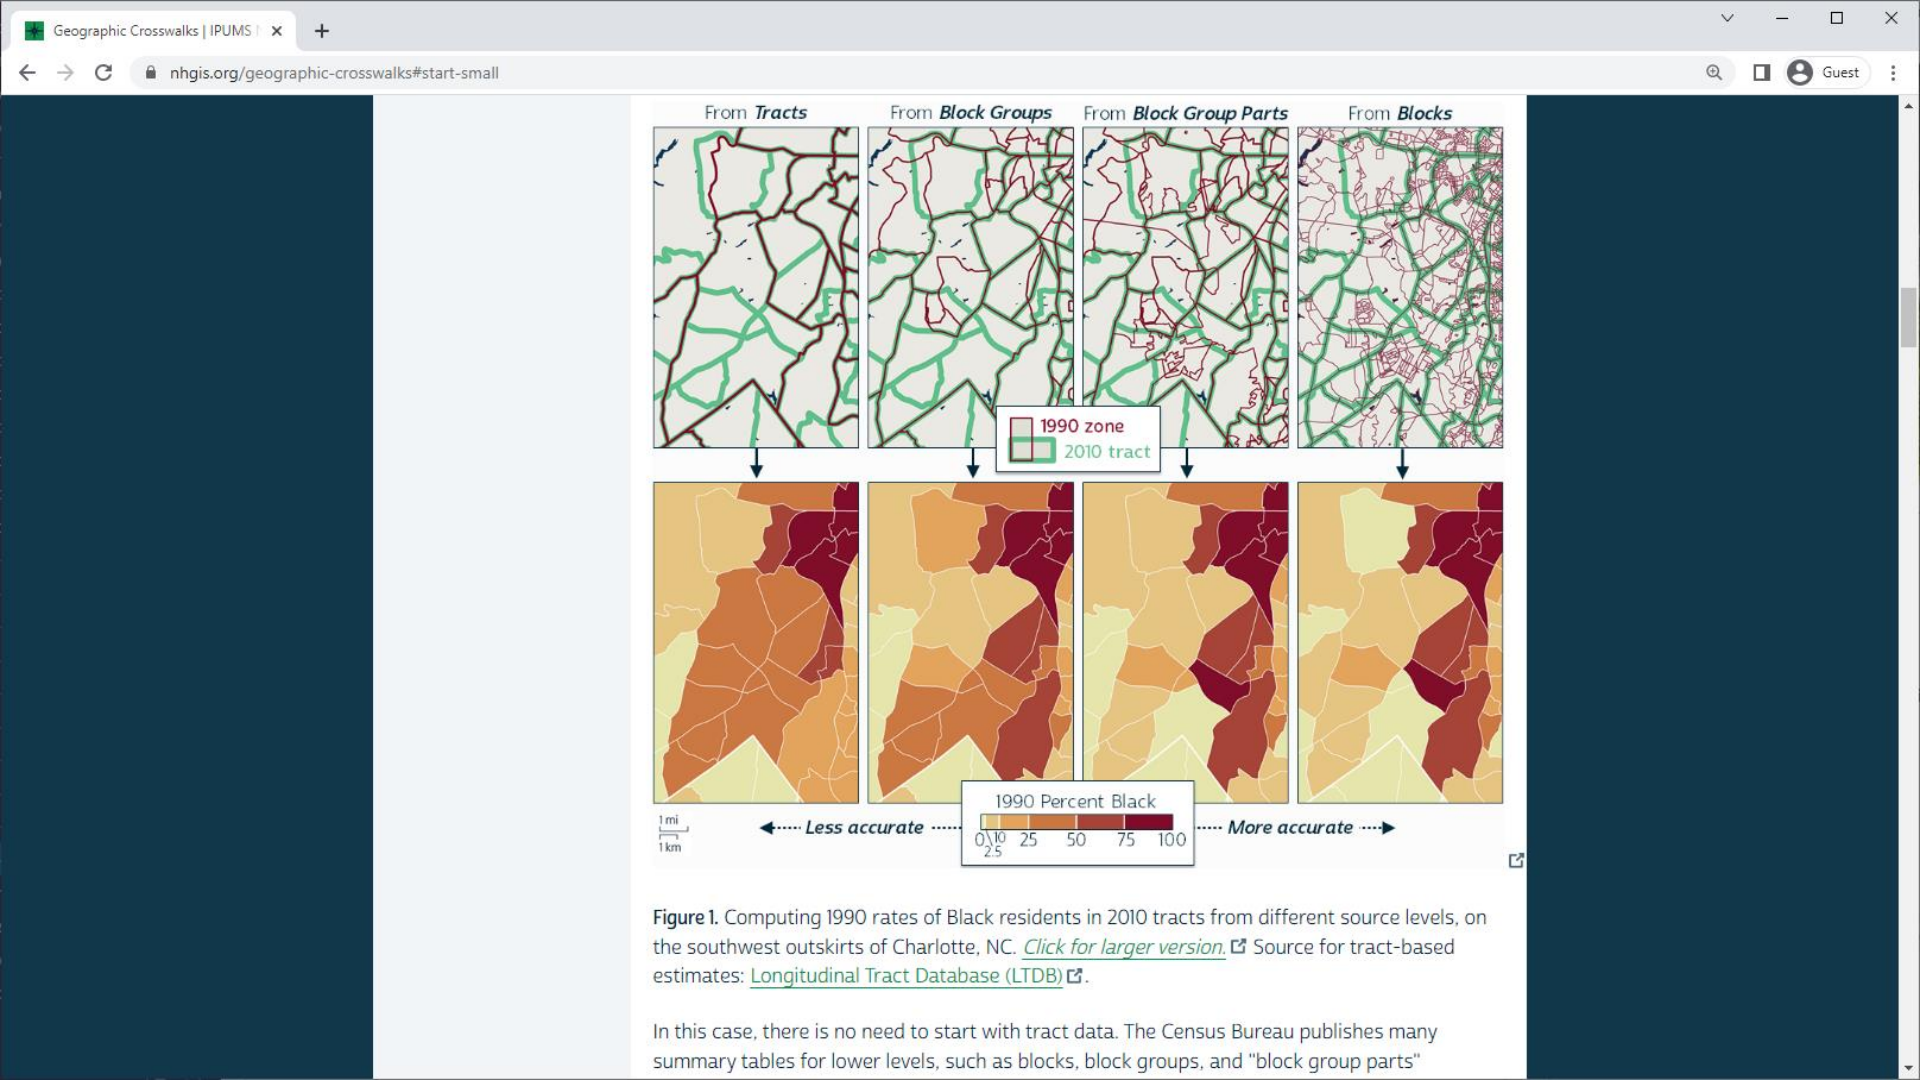 Geographic Crosswalks | IPUMS
nhgis.org/geographic-crosswalks#start-small
Guest
From Tracts
From Block Groups
From Block Group Parts
From Blocks
1990 zone
2010 tract
1990 Percent Black
0 10 25 50 75 100
2.5
1 mi
1 km
Less accurate
More accurate
Figure 1. Computing 1990 rates of Black residents in 2010 tracts from different source levels, on
the southwest outskirts of Charlotte, NC. Click for larger version. Source for tract-based
estimates: Longitudinal Tract Database (LTDB).
In this case, there is no need to start with tract data. The Census Bureau publishes many
summary tables for lower levels, such as blocks, block groups, and "block group parts"